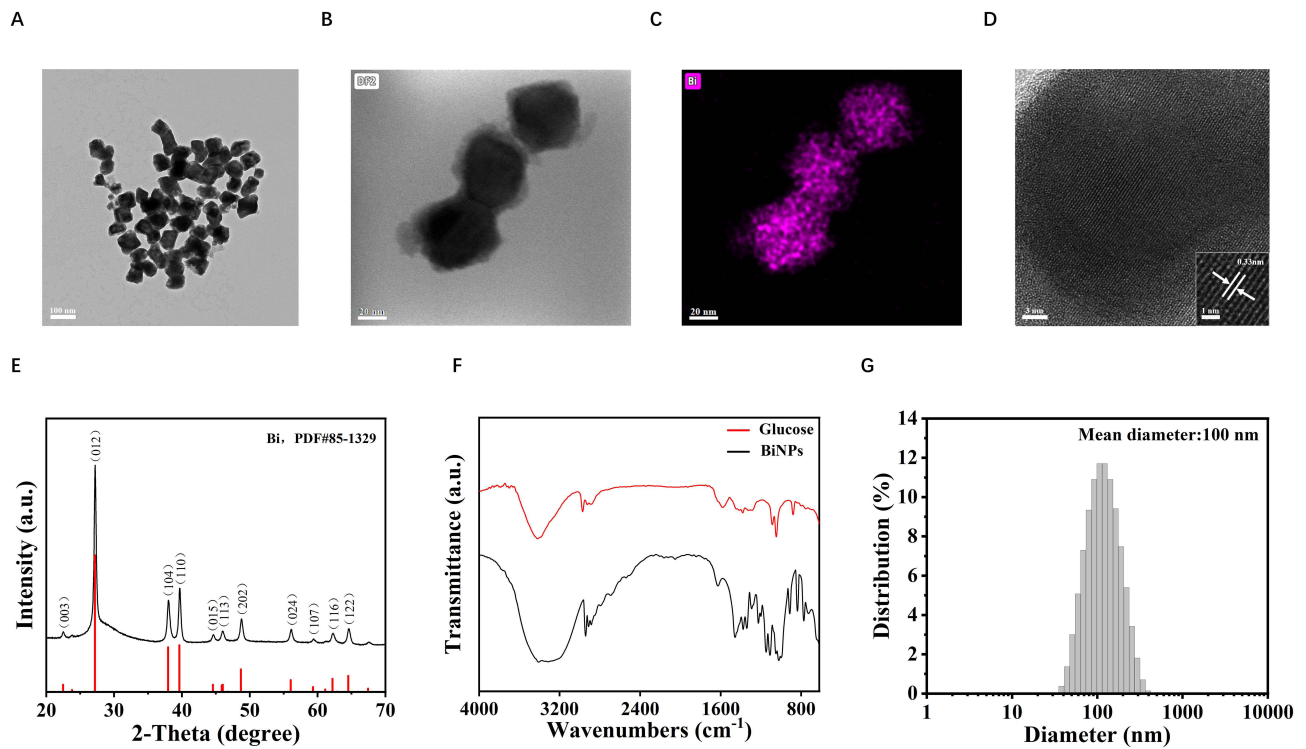 A
B
C
D
100 nm
DF2
20 nm
Bi
20 nm
3 nm
0.33nm
1 nm
E
F
G
Intensity (a.u.)
Bi, PDF#85-1329
(003)
(012)
(104)
(110)
(015)
(113)
(202)
(024)
(107)
(116)
(122)
20 30 40 50 60 70
2-Theta (degree)
Transmittance (a.u.)
Glucose
BiNPs
4000 3200 2400 1600 800
Wavenumbers (cm⁻¹)
Distribution (%)
Mean diameter:100 nm
14
12
10
8
6
4
2
0
1 10 100 1000 10000
Diameter (nm)